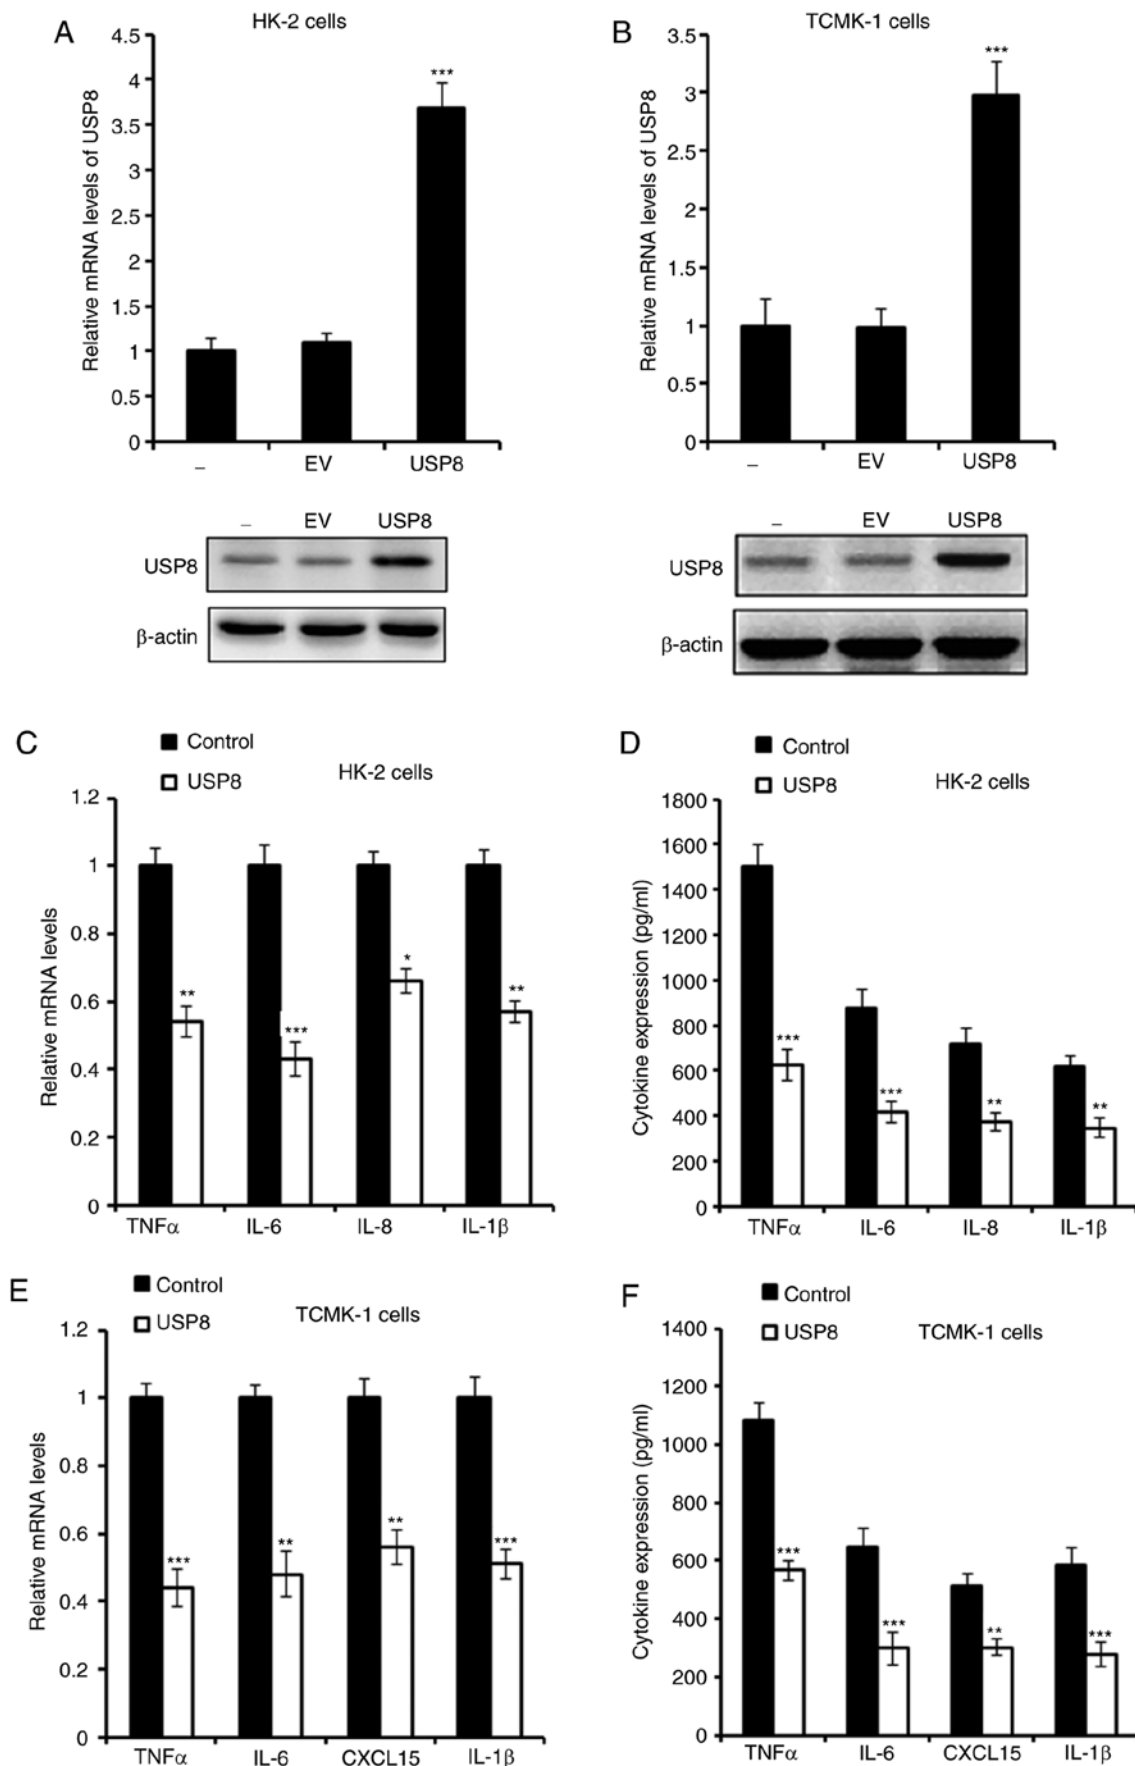 A
HK-2 cells
Relative mRNA levels of USP8
4.5
4
3.5
3
2.5
2
1.5
1
0.5
0
***
– EV USP8
– EV USP8
USP8
β-actin
B
TCMK-1 cells
Relative mRNA levels of USP8
3.5
3
2.5
2
1.5
1
0.5
0
***
– EV USP8
– EV USP8
USP8
β-actin
C
Control
USP8
HK-2 cells
Relative mRNA levels
1.2
1
0.8
0.6
0.4
0.2
0
** *** * **
TNFα IL-6 IL-8 IL-1β
D
Control
USP8
HK-2 cells
Cytokine expression (pg/ml)
1800
1600
1400
1200
1000
800
600
400
200
0
*** *** ** **
TNFα IL-6 IL-8 IL-1β
E
Control
USP8
TCMK-1 cells
Relative mRNA levels
1.2
1
0.8
0.6
0.4
0.2
0
*** ** ** ***
TNFα IL-6 CXCL15 IL-1β
F
Control
USP8
TCMK-1 cells
Cytokine expression (pg/ml)
1400
1200
1000
800
600
400
200
0
*** *** ** ***
TNFα IL-6 CXCL15 IL-1β